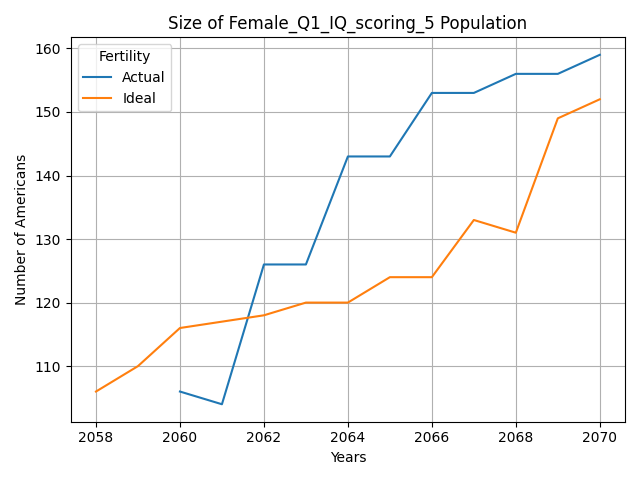 Size of Female_Q1_IQ_scoring_5 Population
Fertility
Actual
Ideal
Number of Americans
160
150
140
130
120
110
2058 2060 2062 2064 2066 2068 2070
Years